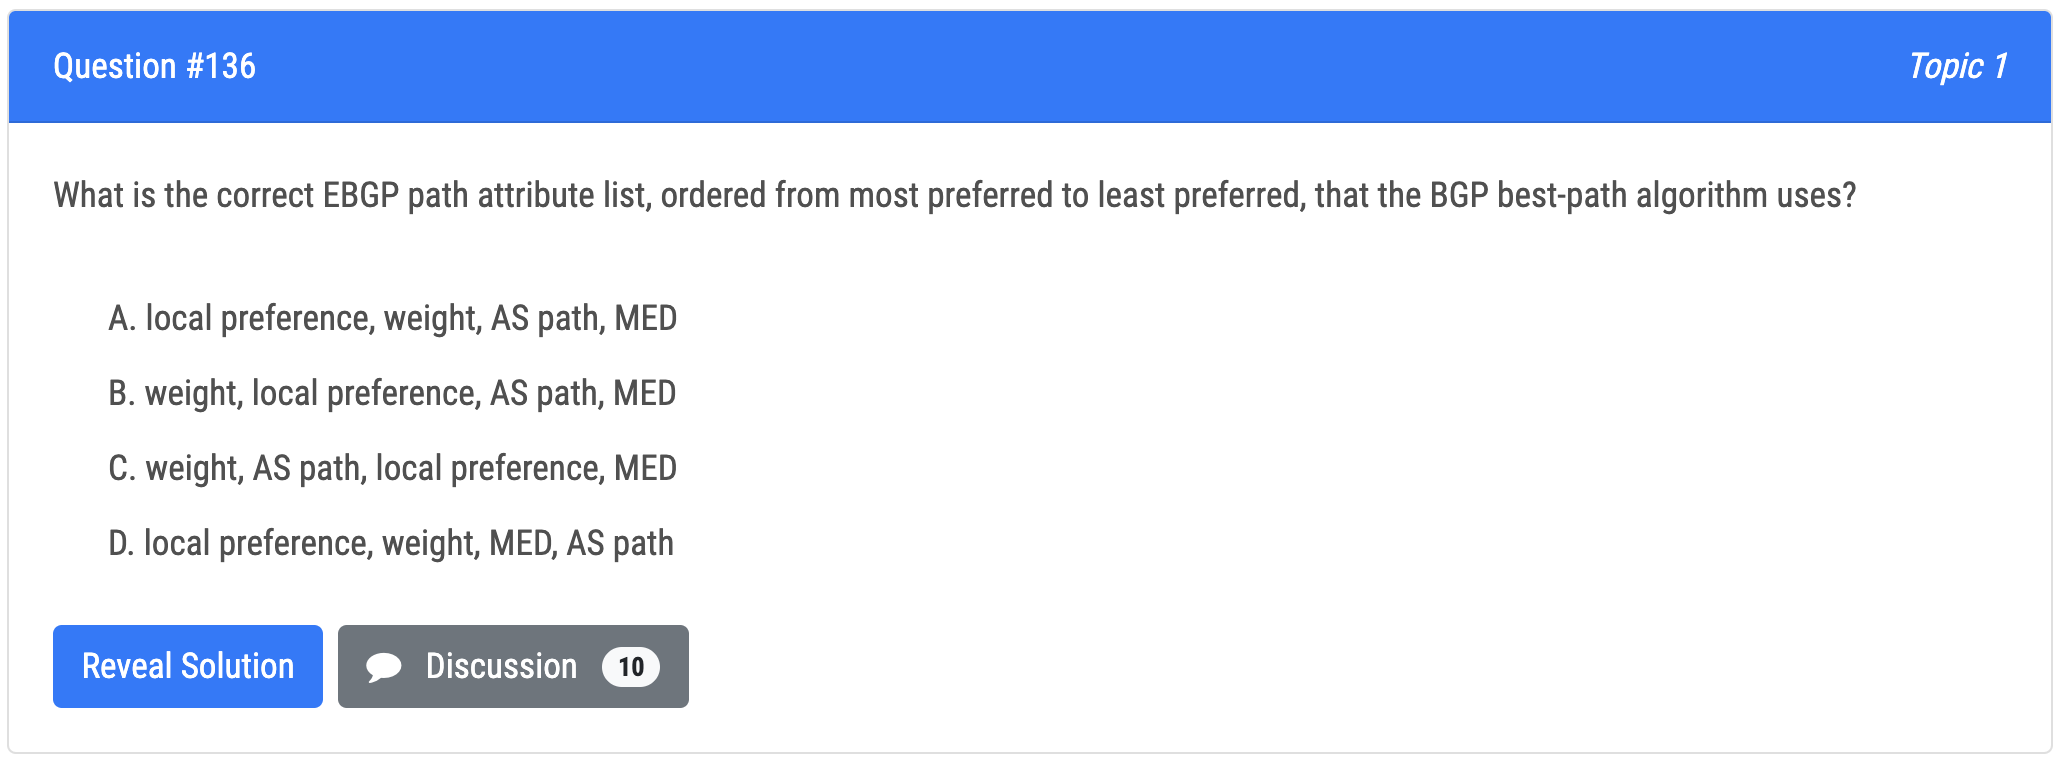 Question #136
Topic 1
What is the correct EBGP path attribute list, ordered from most preferred to least preferred, that the BGP best-path algorithm uses?
A. local preference, weight, AS path, MED
B. weight, local preference, AS path, MED
C. weight, AS path, local preference, MED
D. local preference, weight, MED, AS path
Reveal Solution
Discussion 10